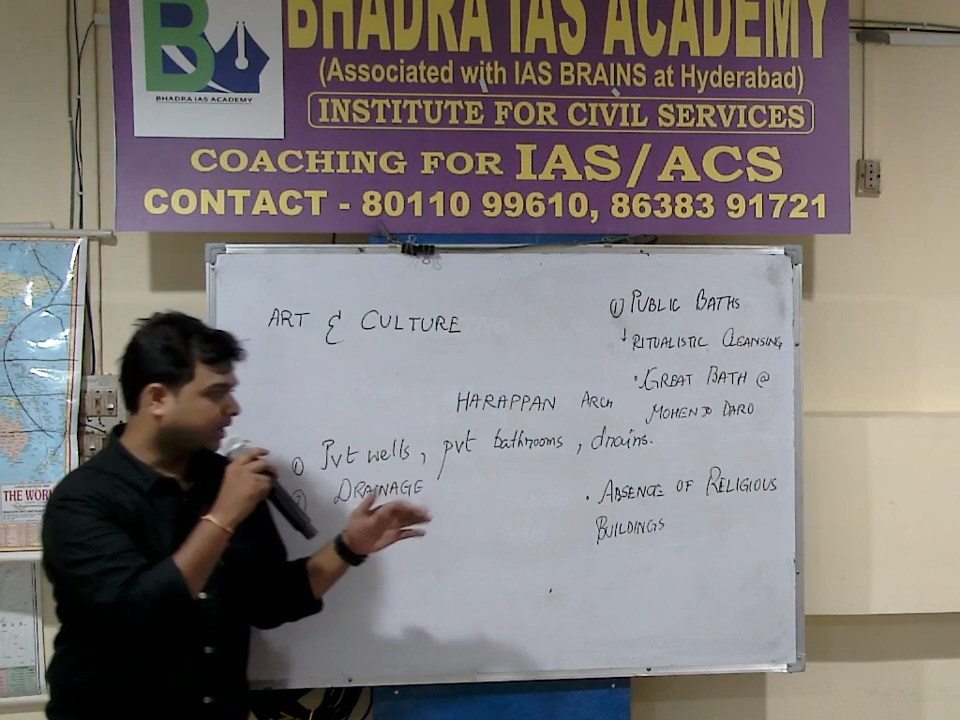 BHADRA IAS ACADEMY
B
BHADRA IAS ACADEMY
(Associated with IAS BRAINS at Hyderabad)
INSTITUTE FOR CIVIL SERVICES
COACHING FOR IAS/ACS
CONTACT - 80110 99610, 86383 91721
ART & CULTURE
HARAPPAN ARCH
① Pvt wells, pvt bathrooms, drains.
② DRAINAGE
① PUBLIC BATHS
↓ RITUALISTIC CLEANSING
• GREAT BATH @
MOHENJO DARO
• ABSENCE OF RELIGIOUS
BUILDINGS
THE WORL